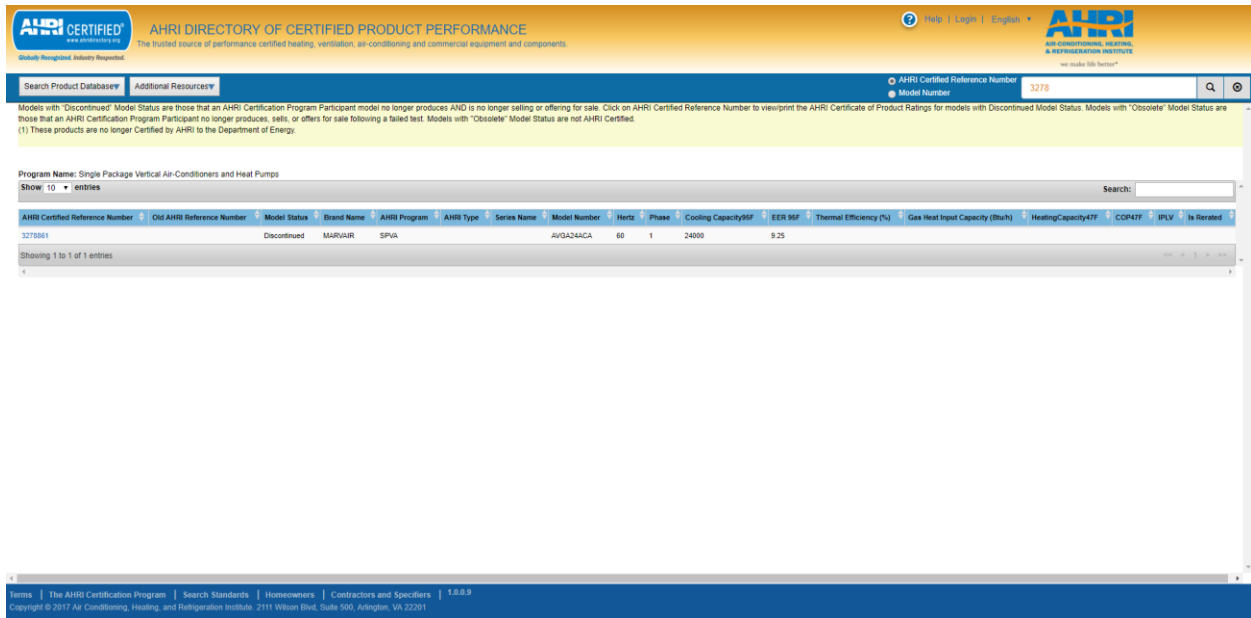 AHRI CERTIFIED®
www.ahridirectory.org
Globally Recognized. Industry Respected.
AHRI DIRECTORY OF CERTIFIED PRODUCT PERFORMANCE
The trusted source of performance certified heating, ventilation, air-conditioning and commercial equipment and components.
? Help | Login | English
AHRI
AIR-CONDITIONING, HEATING,
& REFRIGERATION INSTITUTE
we make life better®
Search Product Database
Additional Resources
AHRI Certified Reference Number
Model Number
3278
Models with "Discontinued" Model Status are those that an AHRI Certification Program Participant model no longer produces AND is no longer selling or offering for sale. Click on AHRI Certified Reference Number to view/print the AHRI Certificate of Product Ratings for models with Discontinued Model Status. Models with "Obsolete" Model Status are
those that an AHRI Certification Program Participant no longer produces, sells, or offers for sale following a failed test. Models with "Obsolete" Model Status are not AHRI Certified.
(1) These products are no longer Certified by AHRI to the Department of Energy.
Program Name: Single Package Vertical Air-Conditioners and Heat Pumps
Show 10 entries
Search:
AHRI Certified Reference Number Old AHRI Reference Number Model Status Brand Name AHRI Program AHRI Type Series Name Model Number Hertz Phase Cooling Capacity95F EER 95F Thermal Efficiency (%) Gas Heat Input Capacity (Btu/h) HeatingCapacity47F COP47F IPLV Is Rerated
3278861 Discontinued MARVAIR SPVA AVGA24ACA 60 1 24000 9.25
Showing 1 to 1 of 1 entries
<< < 1 > >>
Terms | The AHRI Certification Program | Search Standards | Homeowners | Contractors and Specifiers | 1.0.0.9
Copyright © 2017 Air Conditioning, Heating, and Refrigeration Institute. 2111 Wilson Blvd, Suite 500, Arlington, VA 22201